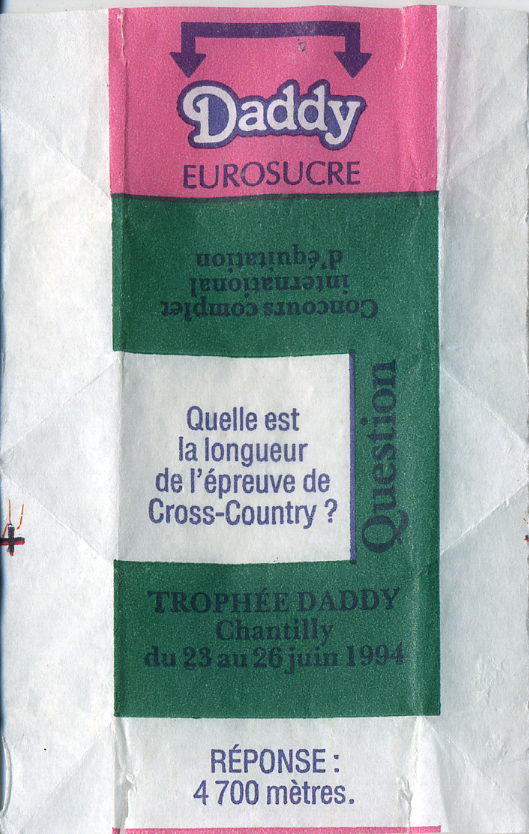 Daddy
EUROSUCRE
Concours complet
international
d'équitation
Question
Quelle est
la longueur
de l'épreuve de
Cross-Country ?
TROPHÉE DADDY
Chantilly
du 23 au 26 juin 1994
RÉPONSE :
4 700 mètres.